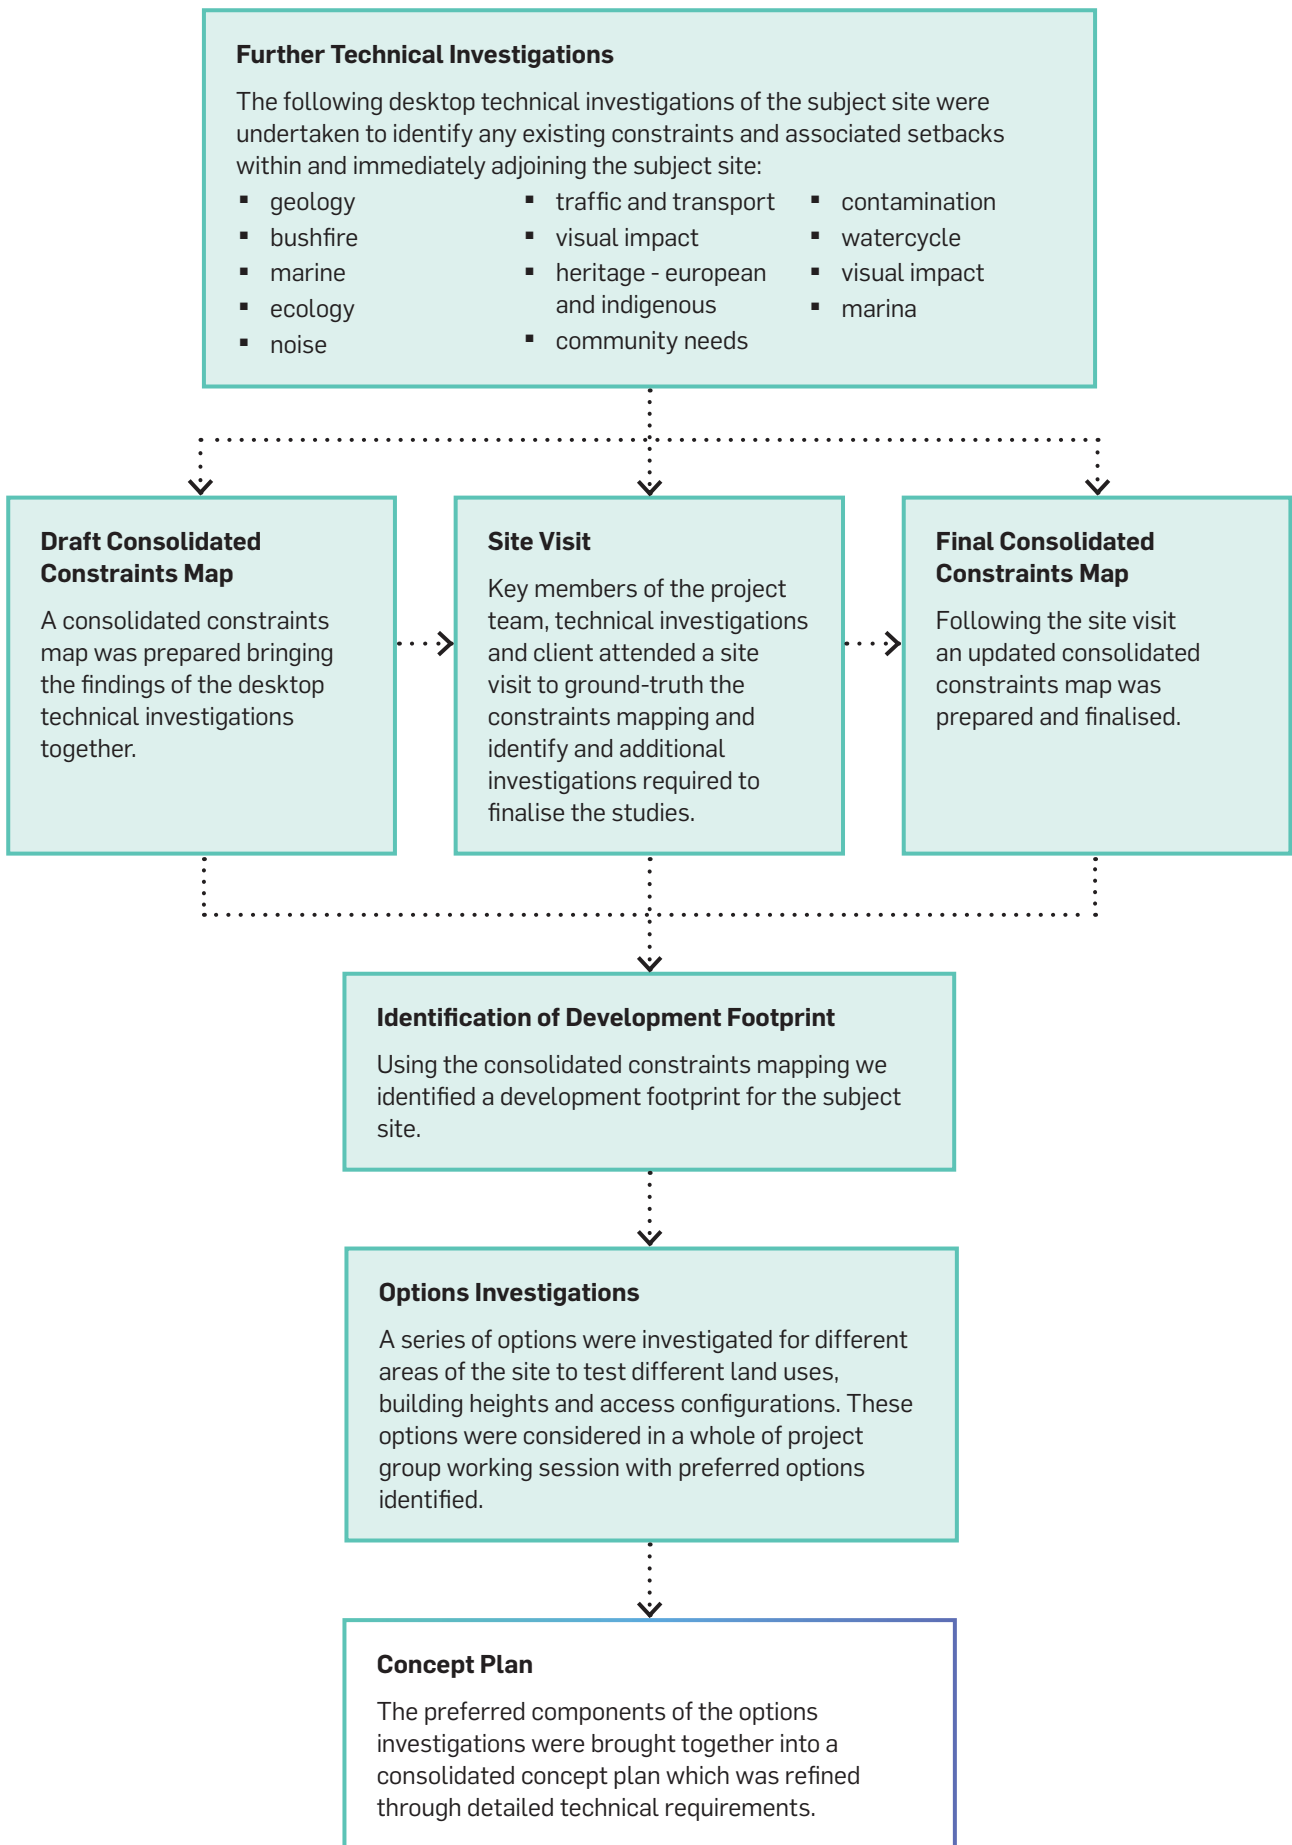 Further Technical Investigations
The following desktop technical investigations of the subject site were
undertaken to identify any existing constraints and associated setbacks
within and immediately adjoining the subject site:
▪ geology
▪ bushfire
▪ marine
▪ ecology
▪ noise
▪ traffic and transport
▪ visual impact
▪ heritage - european
and indigenous
▪ community needs
▪ contamination
▪ watercycle
▪ visual impact
▪ marina
Draft Consolidated
Constraints Map
A consolidated constraints
map was prepared bringing
the findings of the desktop
technical investigations
together.
Site Visit
Key members of the project
team, technical investigations
and client attended a site
visit to ground-truth the
constraints mapping and
identify and additional
investigations required to
finalise the studies.
Final Consolidated
Constraints Map
Following the site visit
an updated consolidated
constraints map was
prepared and finalised.
Identification of Development Footprint
Using the consolidated constraints mapping we
identified a development footprint for the subject
site.
Options Investigations
A series of options were investigated for different
areas of the site to test different land uses,
building heights and access configurations. These
options were considered in a whole of project
group working session with preferred options
identified.
Concept Plan
The preferred components of the options
investigations were brought together into a
consolidated concept plan which was refined
through detailed technical requirements.